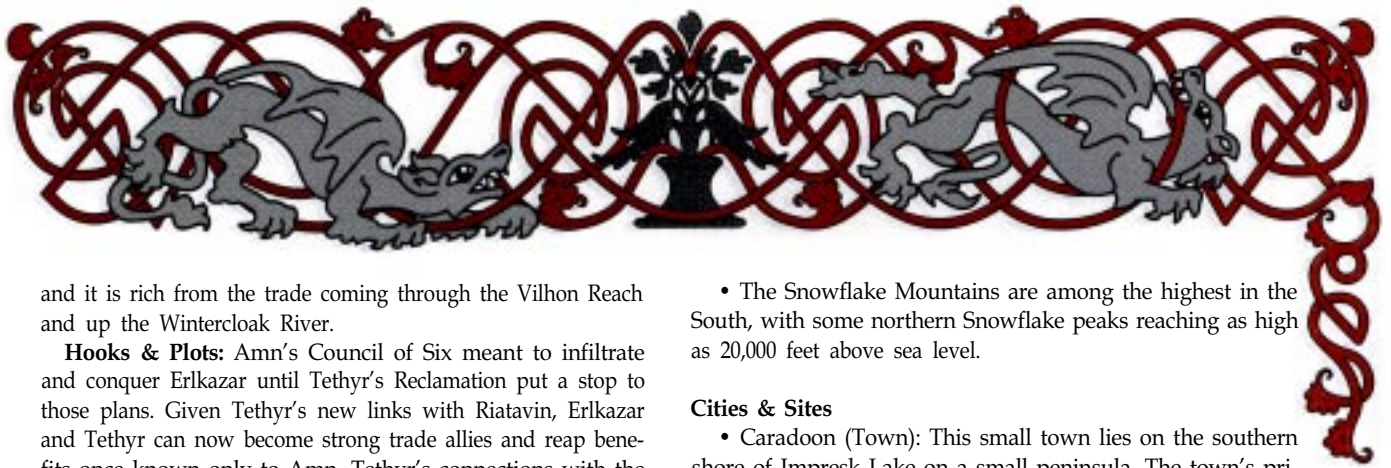 and it is rich from the trade coming through the Vilhon Reach
and up the Wintercloak River.
Hooks & Plots: Amn's Council of Six meant to infiltrate
and conquer Erlkazar until Tethyr's Reclamation put a stop to
those plans. Given Tethyr's new links with Riatavin, Erlkazar
and Tethyr can now become strong trade allies and reap bene-
fits once known only to Amn. Tethyr's connections with the
• The Snowflake Mountains are among the highest in the
South, with some northern Snowflake peaks reaching as high
as 20,000 feet above sea level.
Cities & Sites
• Caradoon (Town): This small town lies on the southern
shore of Impresk Lake on a small peninsula. The town's pri-